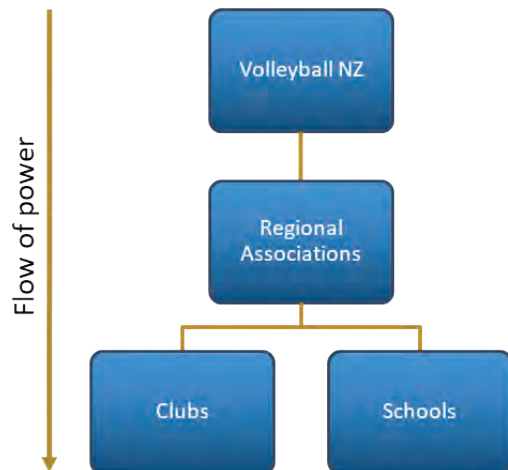 Flow of power
Volleyball NZ
Regional
Associations
Clubs
Schools